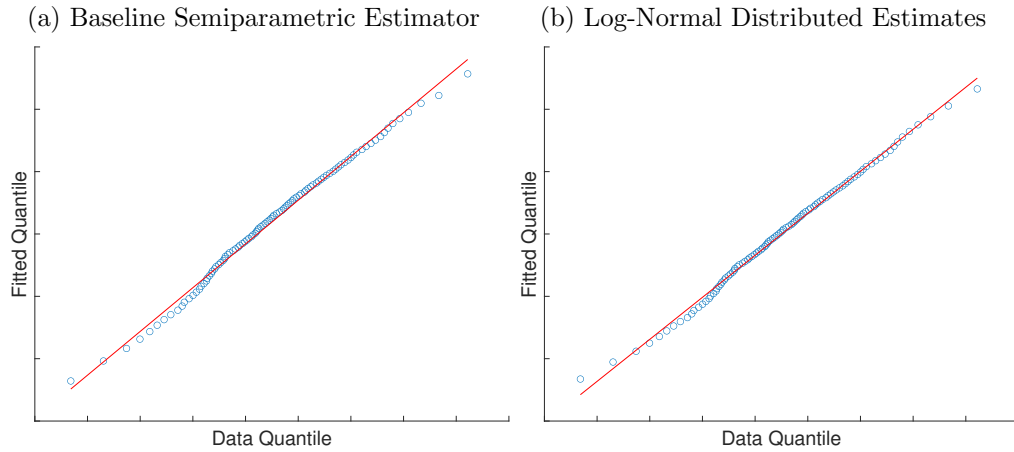 (a) Baseline Semiparametric Estimator
(b) Log-Normal Distributed Estimates
Fitted Quantile
Data Quantile
Fitted Quantile
Data Quantile